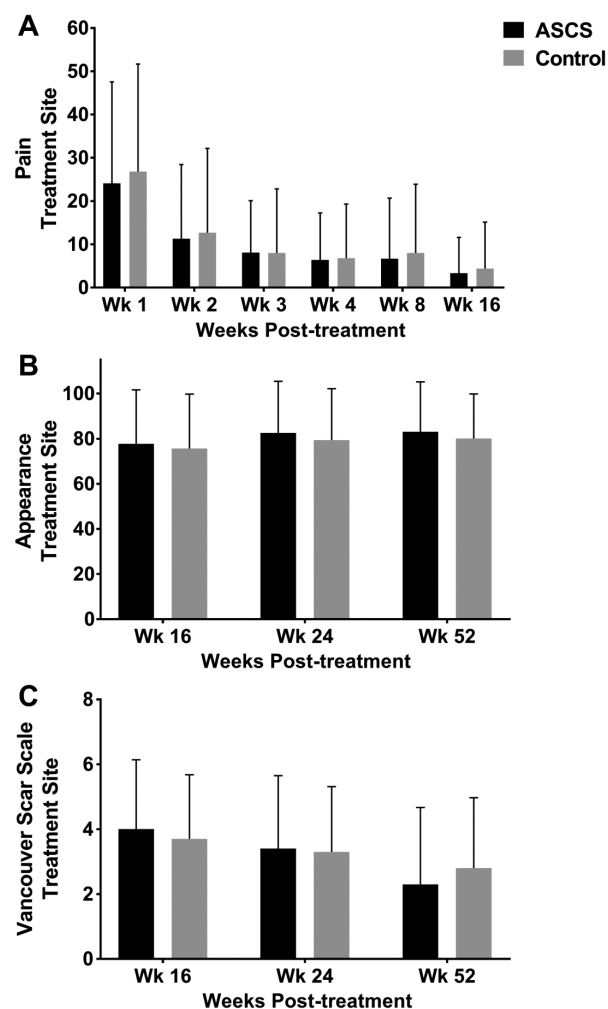 A
ASCS
Control
60
50
40
30
20
10
0
Pain
Treatment Site
Wk 1 Wk 2 Wk 3 Wk 4 Wk 8 Wk 16
Weeks Post-treatment
B
100
80
60
40
20
0
Appearance
Treatment Site
Wk 16 Wk 24 Wk 52
Weeks Post-treatment
C
8
6
4
2
0
Vancouver Scar Scale
Treatment Site
Wk 16 Wk 24 Wk 52
Weeks Post-treatment